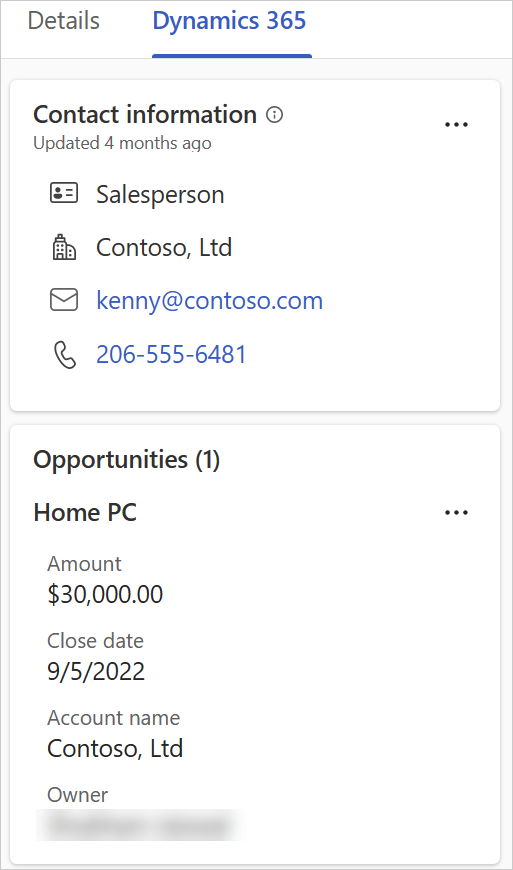 Details
Dynamics 365
Contact information
Updated 4 months ago
Salesperson
Contoso, Ltd
kenny@contoso.com
206-555-6481
Opportunities (1)
Home PC
Amount
$30,000.00
Close date
9/5/2022
Account name
Contoso, Ltd
Owner